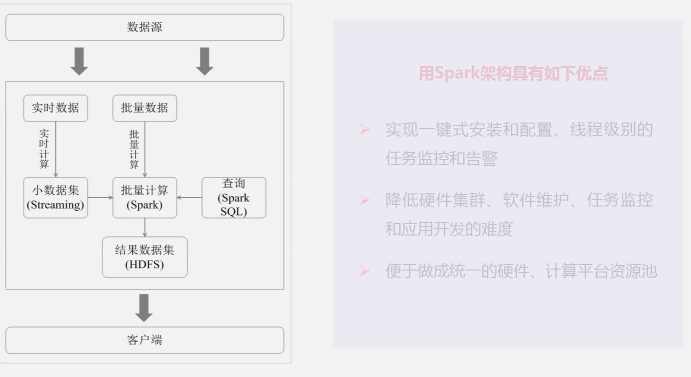 数据源
实时数据
批量数据
实时计算
批量计算
小数据集
(Streaming)
批量计算
(Spark)
查询
(Spark
SQL)
结果数据集
(HDFS)
客户端
用Spark架构具有如下优点
➢ 实现一键式安装和配置、线程级别的
任务监控和告警
➢ 降低硬件集群、软件维护、任务监控
和应用开发的难度
➢ 便于做成统一的硬件、计算平台资源池